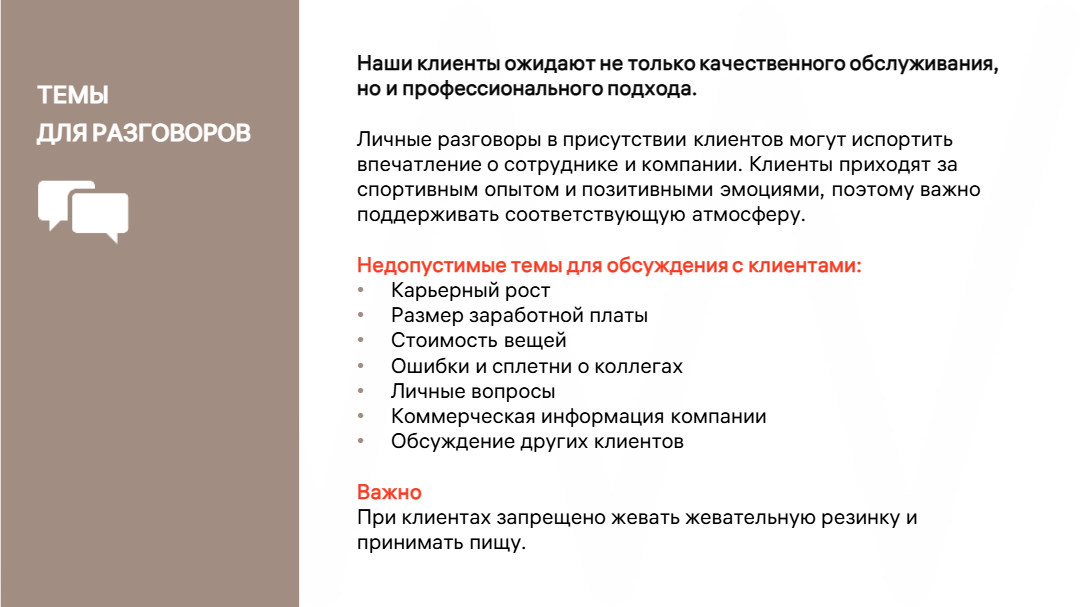 ТЕМЫ
ДЛЯ РАЗГОВОРОВ
Наши клиенты ожидают не только качественного обслуживания,
но и профессионального подхода.
Личные разговоры в присутствии клиентов могут испортить
впечатление о сотруднике и компании. Клиенты приходят за
спортивным опытом и позитивными эмоциями, поэтому важно
поддерживать соответствующую атмосферу.
Недопустимые темы для обсуждения с клиентами:
• Карьерный рост
• Размер заработной платы
• Стоимость вещей
• Ошибки и сплетни о коллегах
• Личные вопросы
• Коммерческая информация компании
• Обсуждение других клиентов
Важно
При клиентах запрещено жевать жевательную резинку и
принимать пищу.